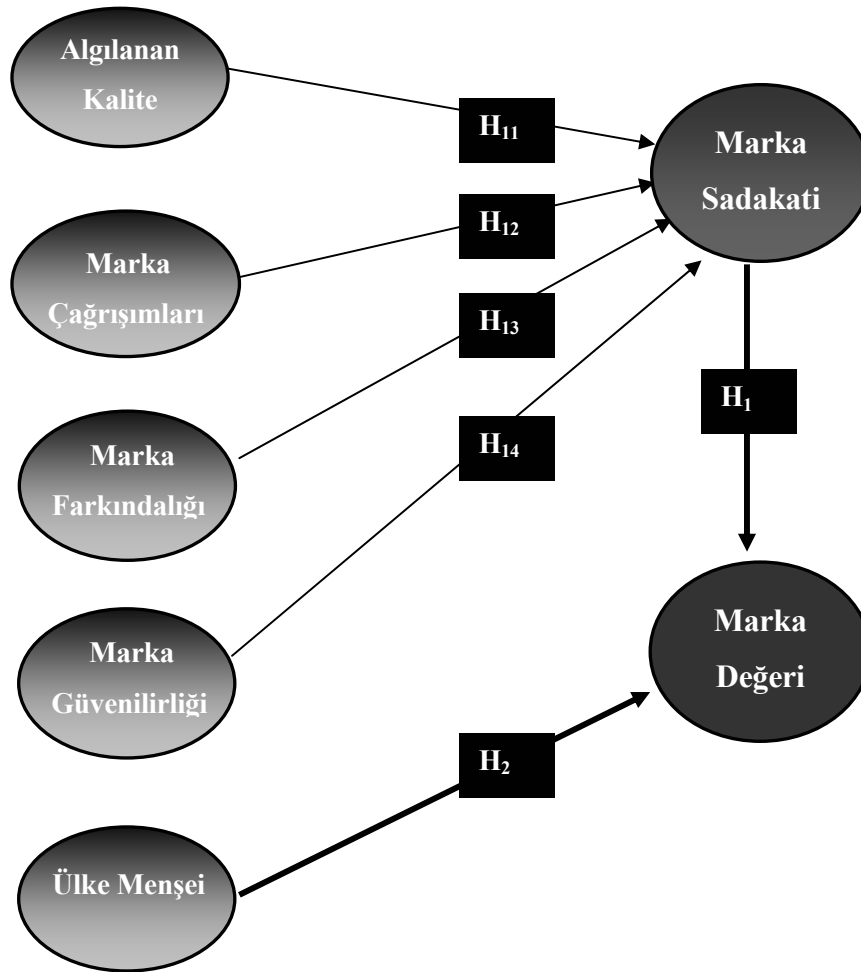 Algılanan
Kalite
H₁₁
Marka
Sadakati
H₁₂
Marka
Çağrışımları
H₁₃
H₁
Marka
Farkındalığı
H₁₄
Marka
Güvenilirliği
Marka
Değeri
H₂
Ülke Menşei